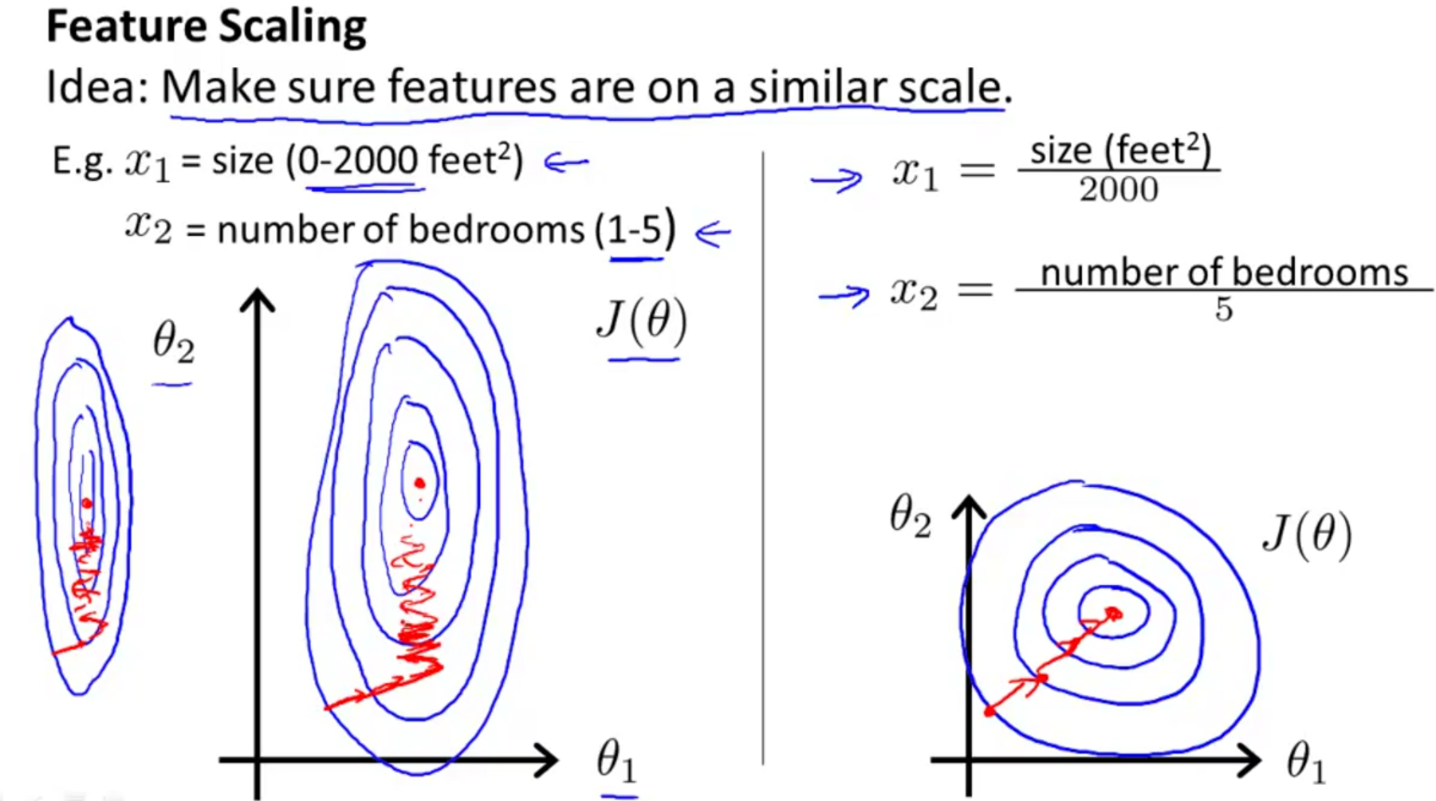 Feature Scaling
Idea: Make sure features are on a similar scale.
E.g. x₁ = size (0-2000 feet²)
x₂ = number of bedrooms (1-5)
θ₂
J(θ)
θ₁
x₁ = size (feet²) / 2000
x₂ = number of bedrooms / 5
θ₂
J(θ)
θ₁